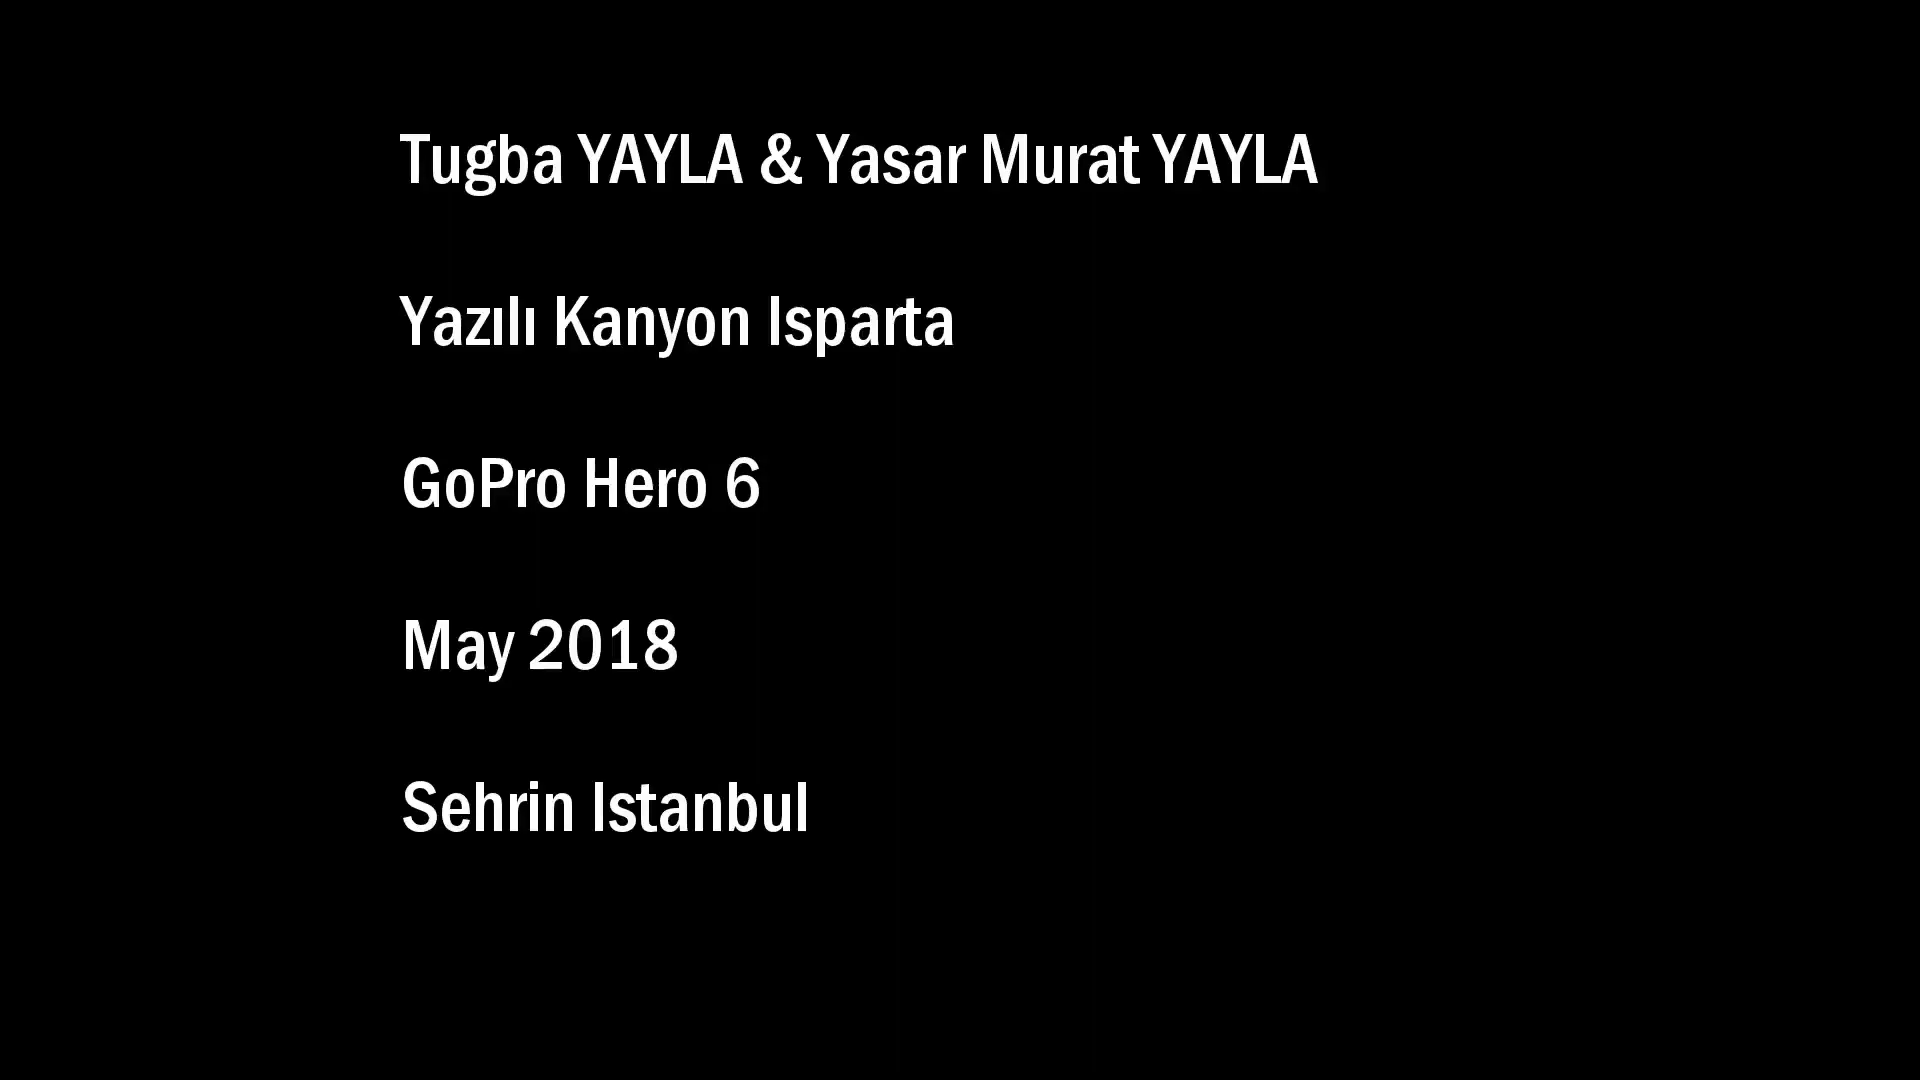 Tugba YAYLA & Yasar Murat YAYLA
Yazılı Kanyon Isparta
GoPro Hero 6
May 2018
Sehrin Istanbul